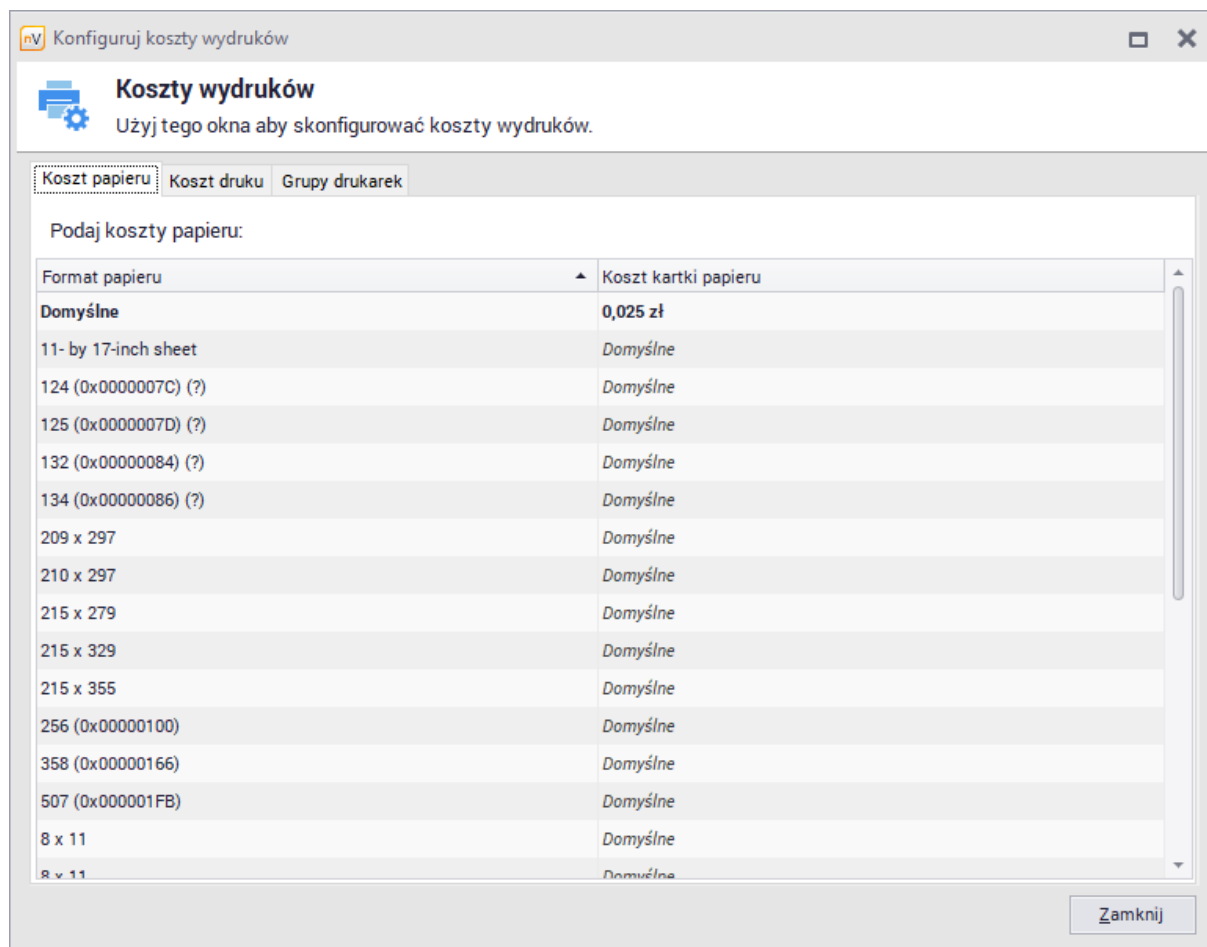 nV Konfiguruj koszty wydruków
Koszty wydruków
Użyj tego okna aby skonfigurować koszty wydruków.
Koszt papieru Koszt druku Grupy drukarek
Podaj koszty papieru:
Format papieru Koszt kartki papieru
Domyślne 0,025 zł
11- by 17-inch sheet Domyślne
124 (0x0000007C) (?) Domyślne
125 (0x0000007D) (?) Domyślne
132 (0x00000084) (?) Domyślne
134 (0x00000086) (?) Domyślne
209 x 297 Domyślne
210 x 297 Domyślne
215 x 279 Domyślne
215 x 329 Domyślne
215 x 355 Domyślne
256 (0x00000100) Domyślne
358 (0x00000166) Domyślne
507 (0x000001FB) Domyślne
8 x 11 Domyślne
8 x 11 Domyślne
Zamknij